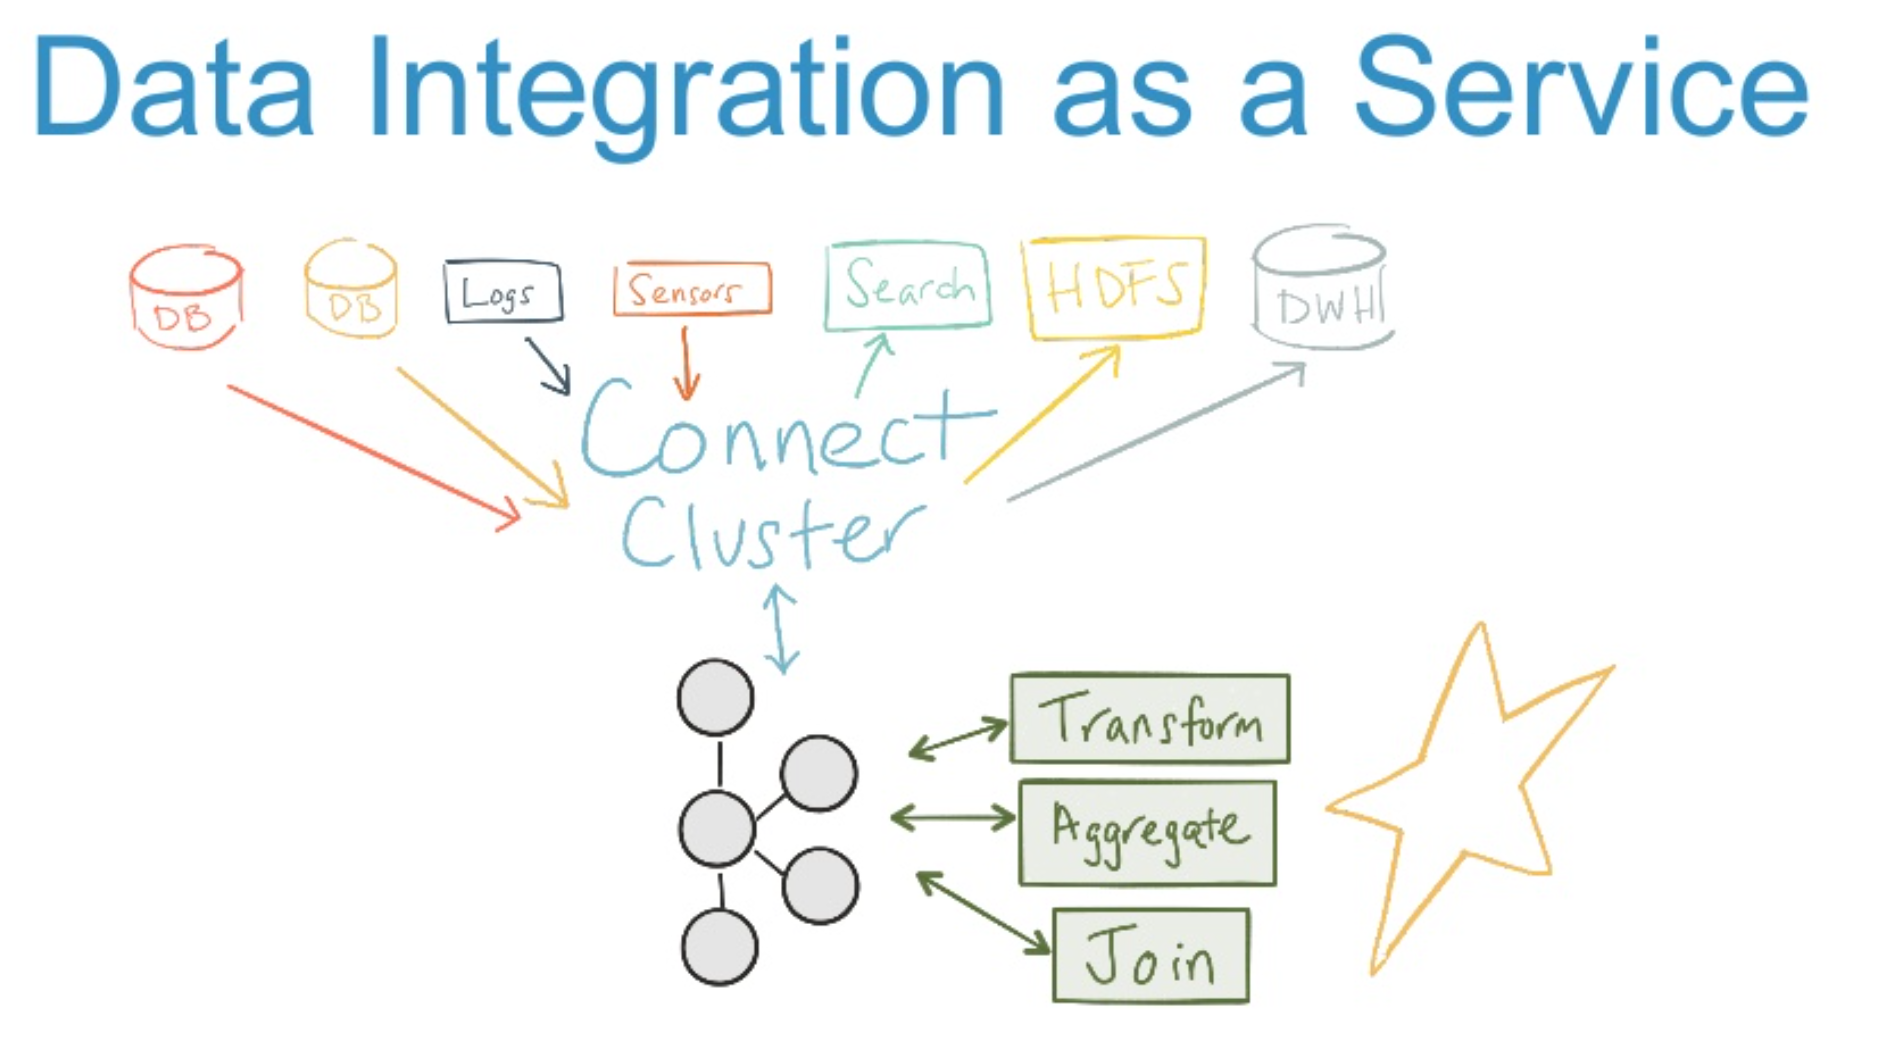 Data Integration as a Service
DB DB Logs Sensors Search HDFS DWH
Connect
Cluster
Transform
Aggregate
Join